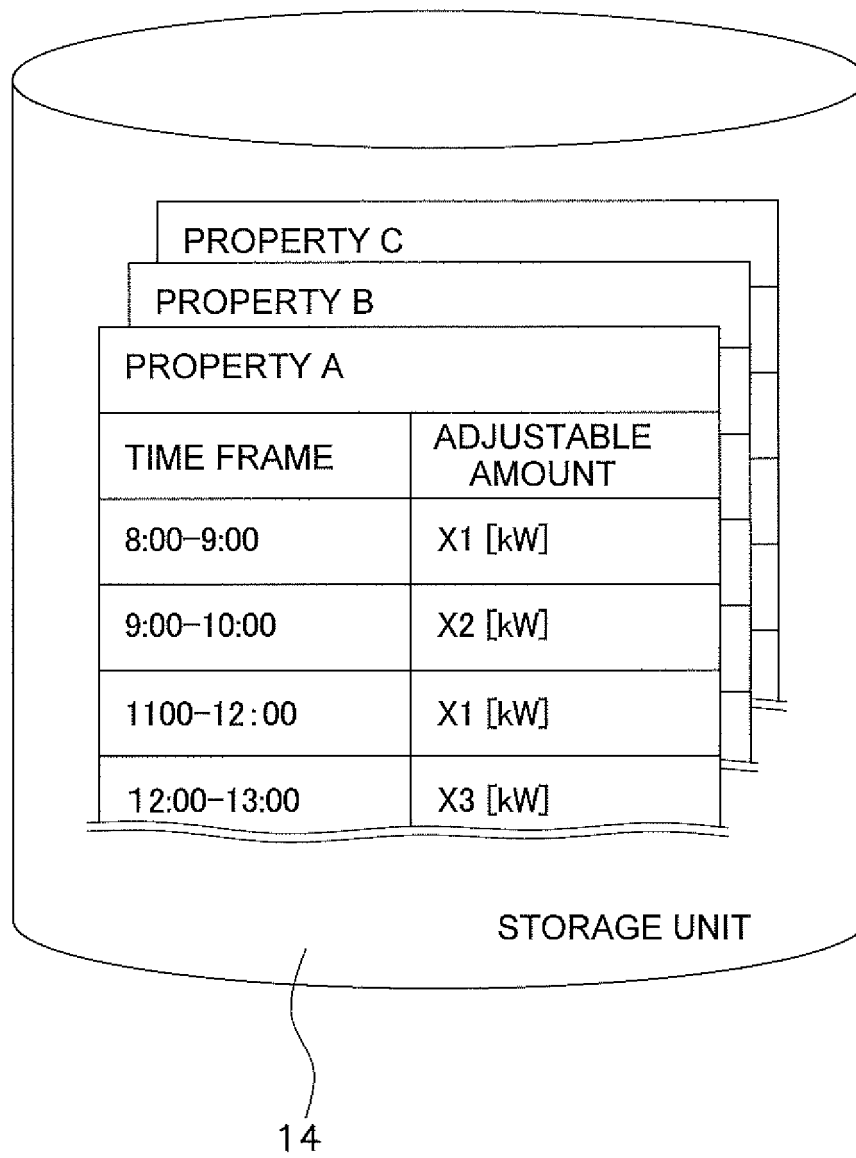 PROPERTY C
PROPERTY B
PROPERTY A
TIME FRAME
ADJUSTABLE
AMOUNT
8:00-9:00
X1 [kW]
9:00-10:00
X2 [kW]
1100-12:00
X1 [kW]
12:00-13:00
X3 [kW]
STORAGE UNIT
14